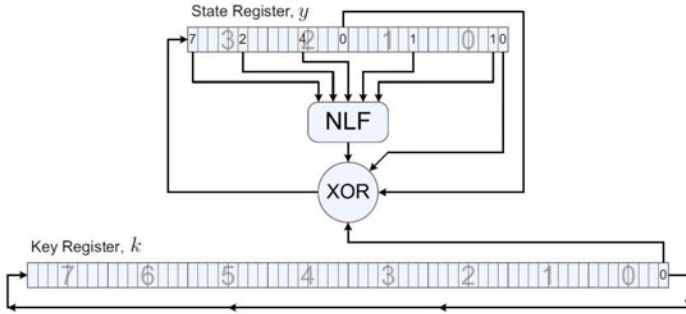 State Register, y
7 3 2 2 4 0 1 1 0 1 0
NLF
XOR
Key Register, k
7 6 5 4 3 2 1 0 0